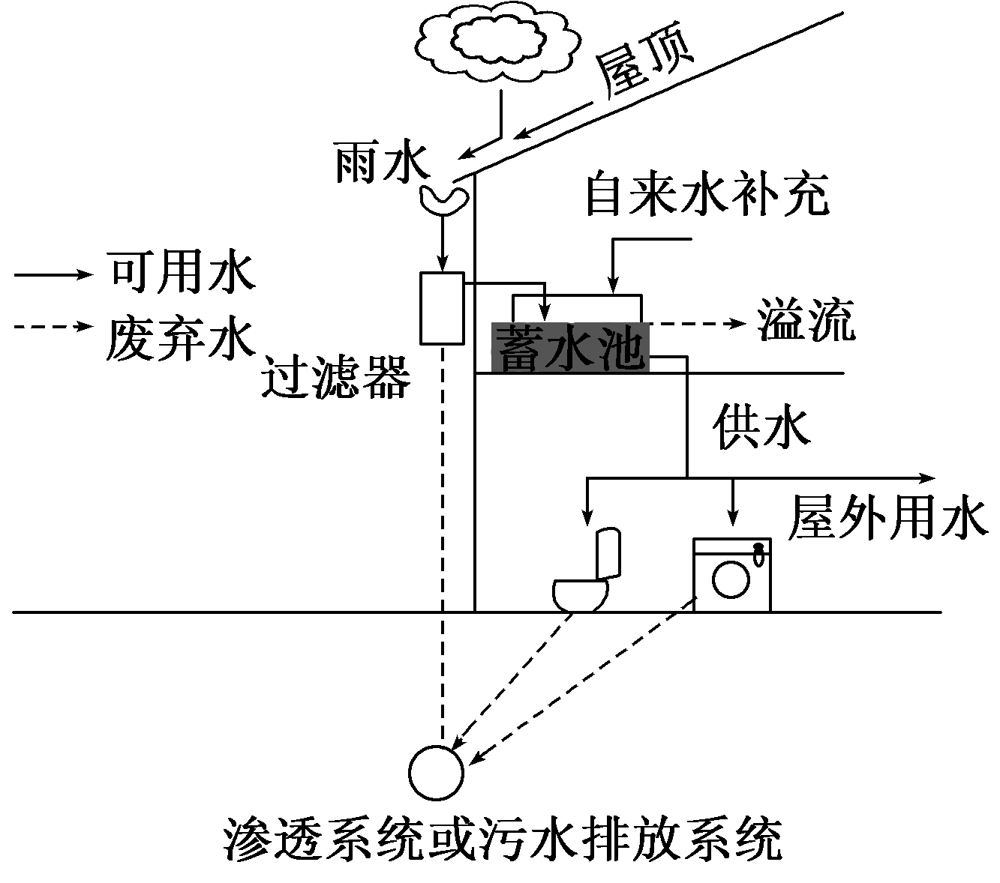 屋顶
雨水
自来水补充
可用水
废弃水
溢流
蓄水池
过滤器
供水
屋外用水
渗透系统或污水排放系统